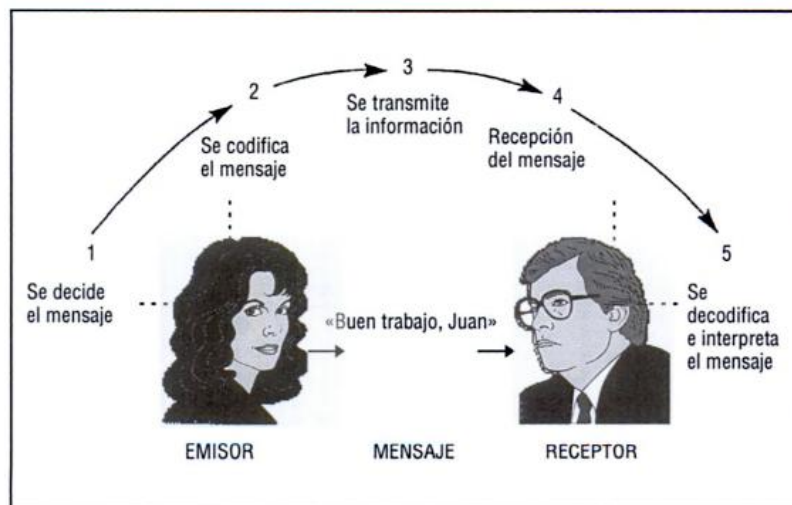 3
2
4
Se transmite
la información
Se codifica
el mensaje
Recepción
del mensaje
1
5
Se decide
el mensaje
Se
decodifica
e interpreta
el mensaje
«Buen trabajo, Juan»
EMISOR
MENSAJE
RECEPTOR